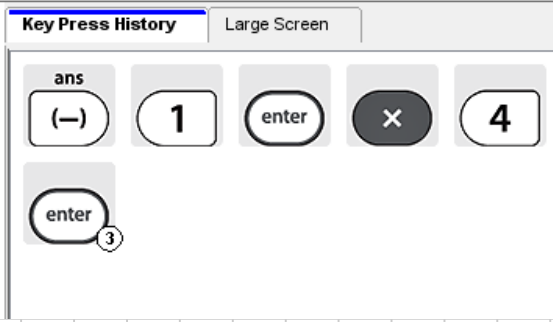 Key Press History Large Screen
ans
(–) 1 enter × 4
enter 3